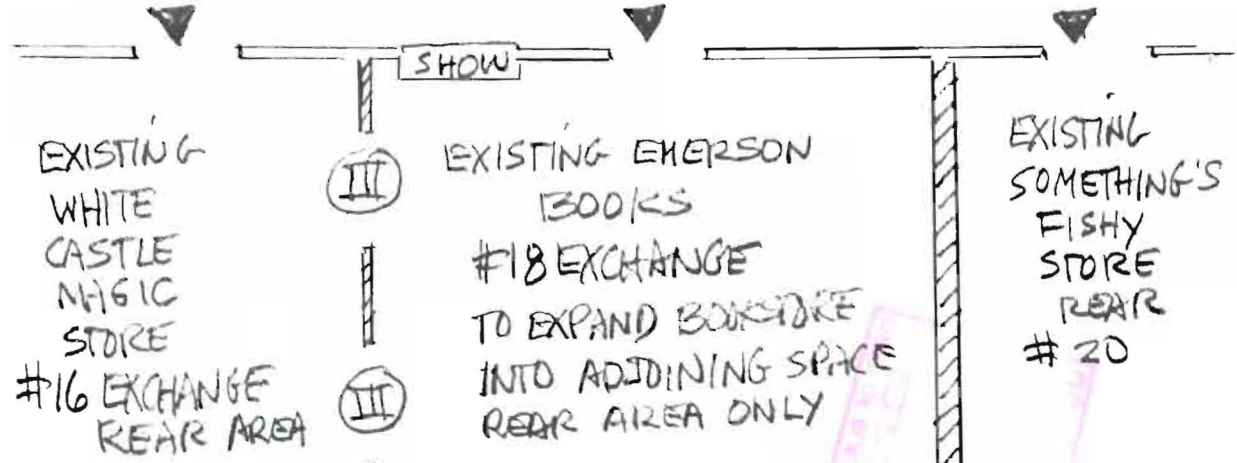 SHOW
EXISTING
WHITE
CASTLE
MAGIC
STORE
#16 EXCHANGE
REAR AREA
III
III
EXISTING EMERSON
BOOKS
#18 EXCHANGE
TO EXPAND BOOKSTORE
INTO ADJOINING SPACE
REAR AREA ONLY
EXISTING
SOMETHING'S
FISHY
STORE
REAR
#20